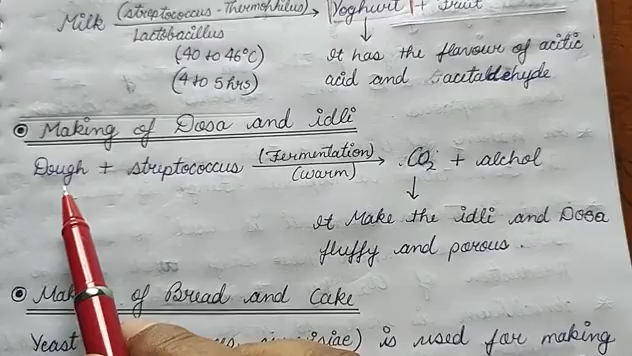 (streptococcus - Thermophilus)
Milk → Yoghurt + Fruit
Lactobacillus
(40 to 46°C)
(4 to 5 hrs)
↓
It has the flavour of acitic
acid and acetaldehyde
Making of Dosa and idli
Dough + streptococcus (Fermentation) → CO2 + alchol
(warm)
↓
It Make the idli and Dosa
fluffy and porous.
of Bread and Cake
Yeast is used for making